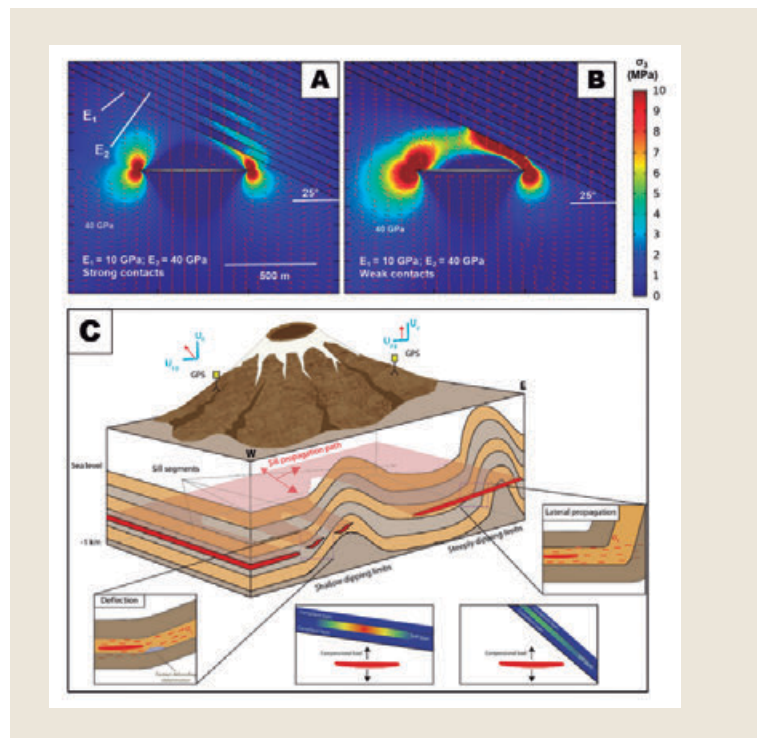 A
E₁
E₂
25°
40 GPa
E₁ = 10 GPa; E₂ = 40 GPa
Strong contacts
500 m
B
25°
40 GPa
E₁ = 10 GPa; E₂ = 40 GPa
Weak contacts
σ₃
(MPa)
10
9
8
7
6
5
4
3
2
1
0
C
GPS
GPS
W
E
Sea level
Sill segments
Sill propagation path
-1 km
Shallow dipping limbs
Steeply dipping limbs
Lateral propagation
Deflection
Compressional load
Compressional load